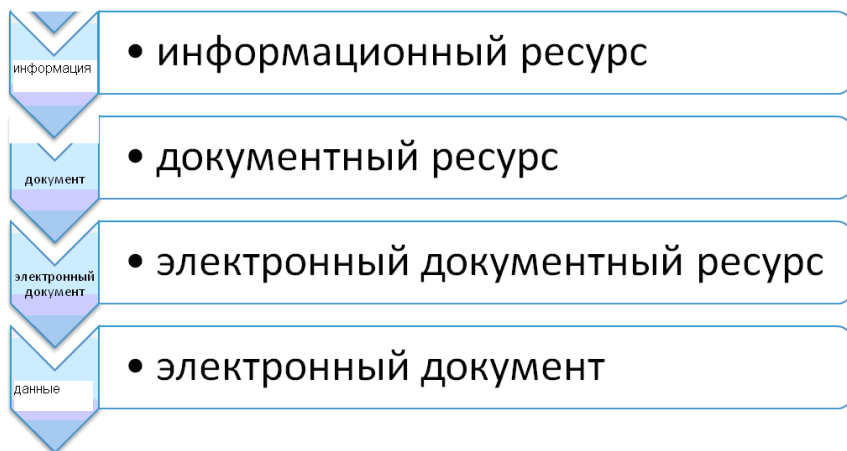 информация
• информационный ресурс
документ
• документный ресурс
электронный
документ
• электронный документный ресурс
данные
• электронный документ